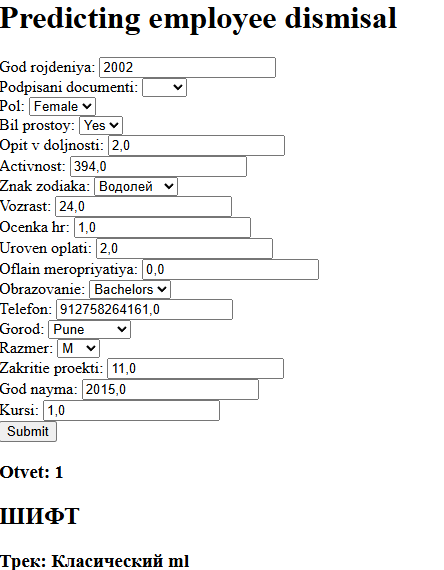 Predicting employee dismisal
God rojdeniya: 2002
Podpisani documenti:
Pol: Female
Bil prostoy: Yes
Opit v doljnosti: 2,0
Activnost: 394,0
Znak zodiaka: Водолей
Vozrast: 24,0
Ocenka hr: 1,0
Uroven oplati: 2,0
Oflain meropriyatiya: 0,0
Obrazovanie: Bachelors
Telefon: 912758264161,0
Gorod: Pune
Razmer: M
Zakritie proekti: 11,0
God nayma: 2015,0
Kursi: 1,0
Submit
Otvet: 1
ШИФТ
Трек: Класический ml